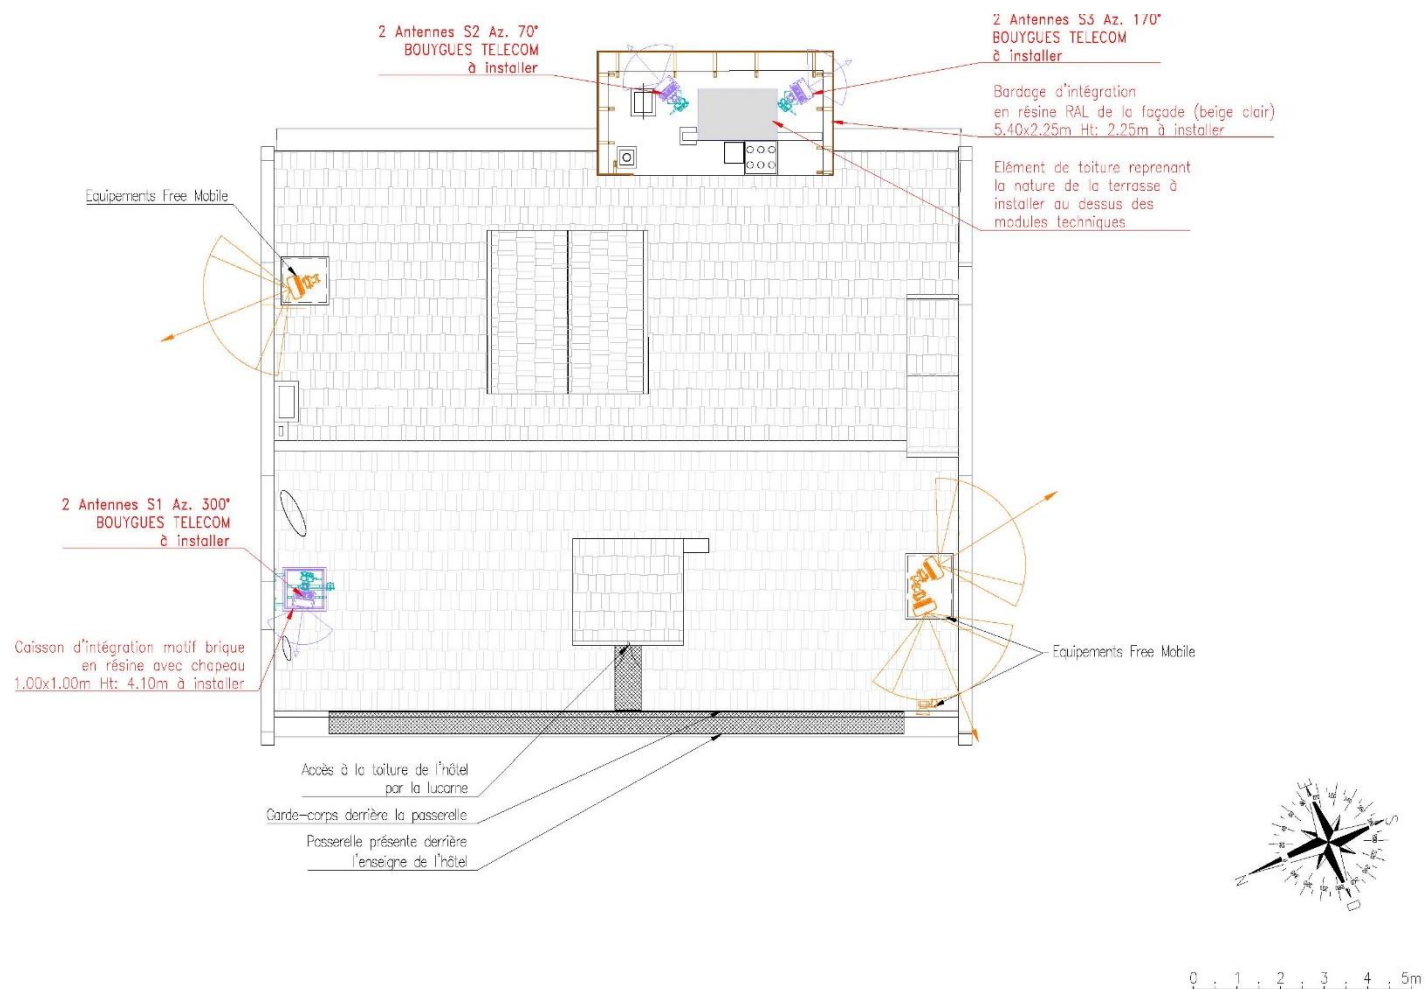 2 Antennes S2 Az. 70°
BOUYGUES TELECOM
à installer
2 Antennes S3 Az. 170°
BOUYGUES TELECOM
à installer
Bardage d'intégration
en résine RAL de la façade (beige clair)
5.40x2.25m Ht: 2.25m à installer
Elément de toiture reprenant
la nature de la terrasse à
installer au dessus des
modules techniques
Equipements Free Mobile
2 Antennes S1 Az. 300°
BOUYGUES TELECOM
à installer
Caisson d'intégration motif brique
en résine avec chapeau
1.00x1.00m Ht: 4.10m à installer
Equipements Free Mobile
Accès à la toiture de l'hôtel
par la lucarne
Garde-corps derrière la passerelle
Passerelle présente derrière
l'enseigne de l'hôtel
E
S
N
O
0 1 2 3 4 5m